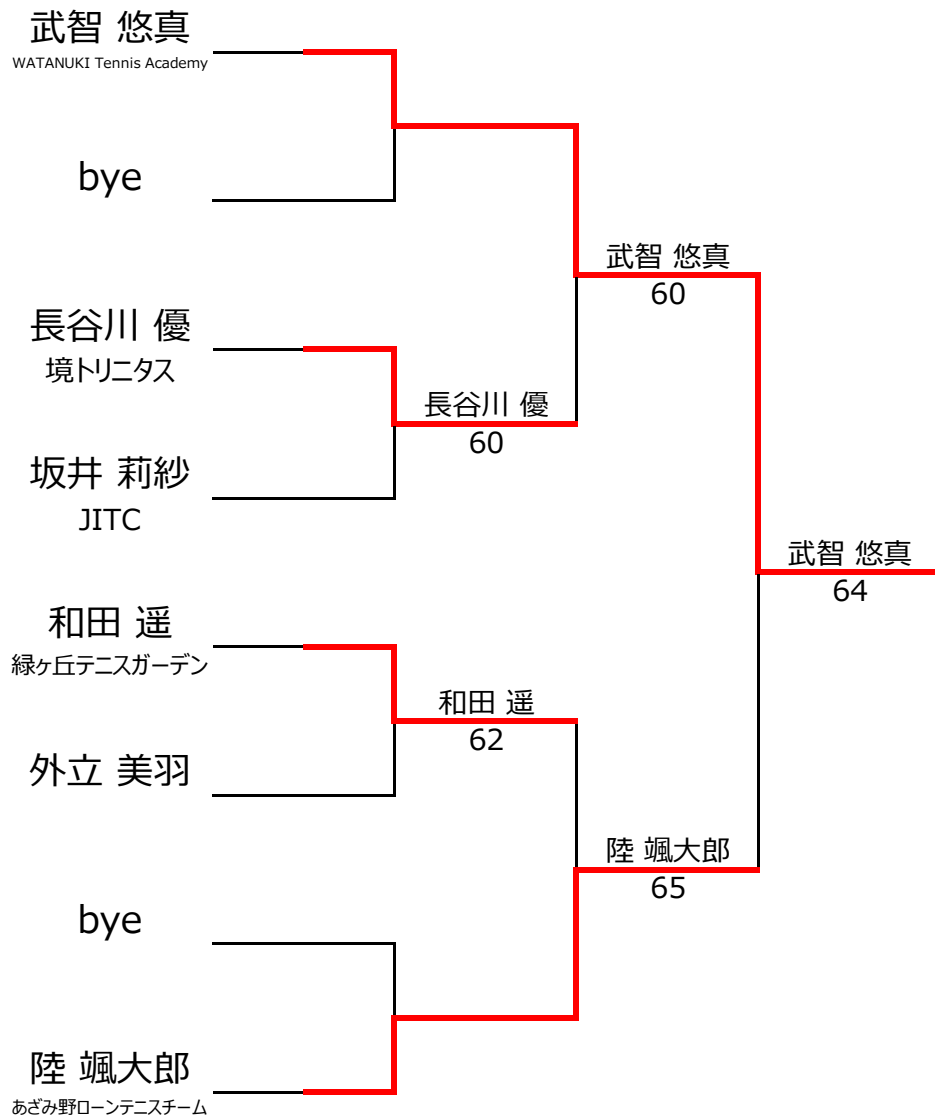 武智 悠真
WATANUKI Tennis Academy
bye
武智 悠真
60
長谷川 優
境トリニタス
長谷川 優
60
坂井 莉紗
JITC
武智 悠真
64
和田 遥
緑ヶ丘テニスガーデン
和田 遥
62
外立 美羽
陸 颯大郎
65
bye
陸 颯大郎
あざみ野ローンテニスチーム